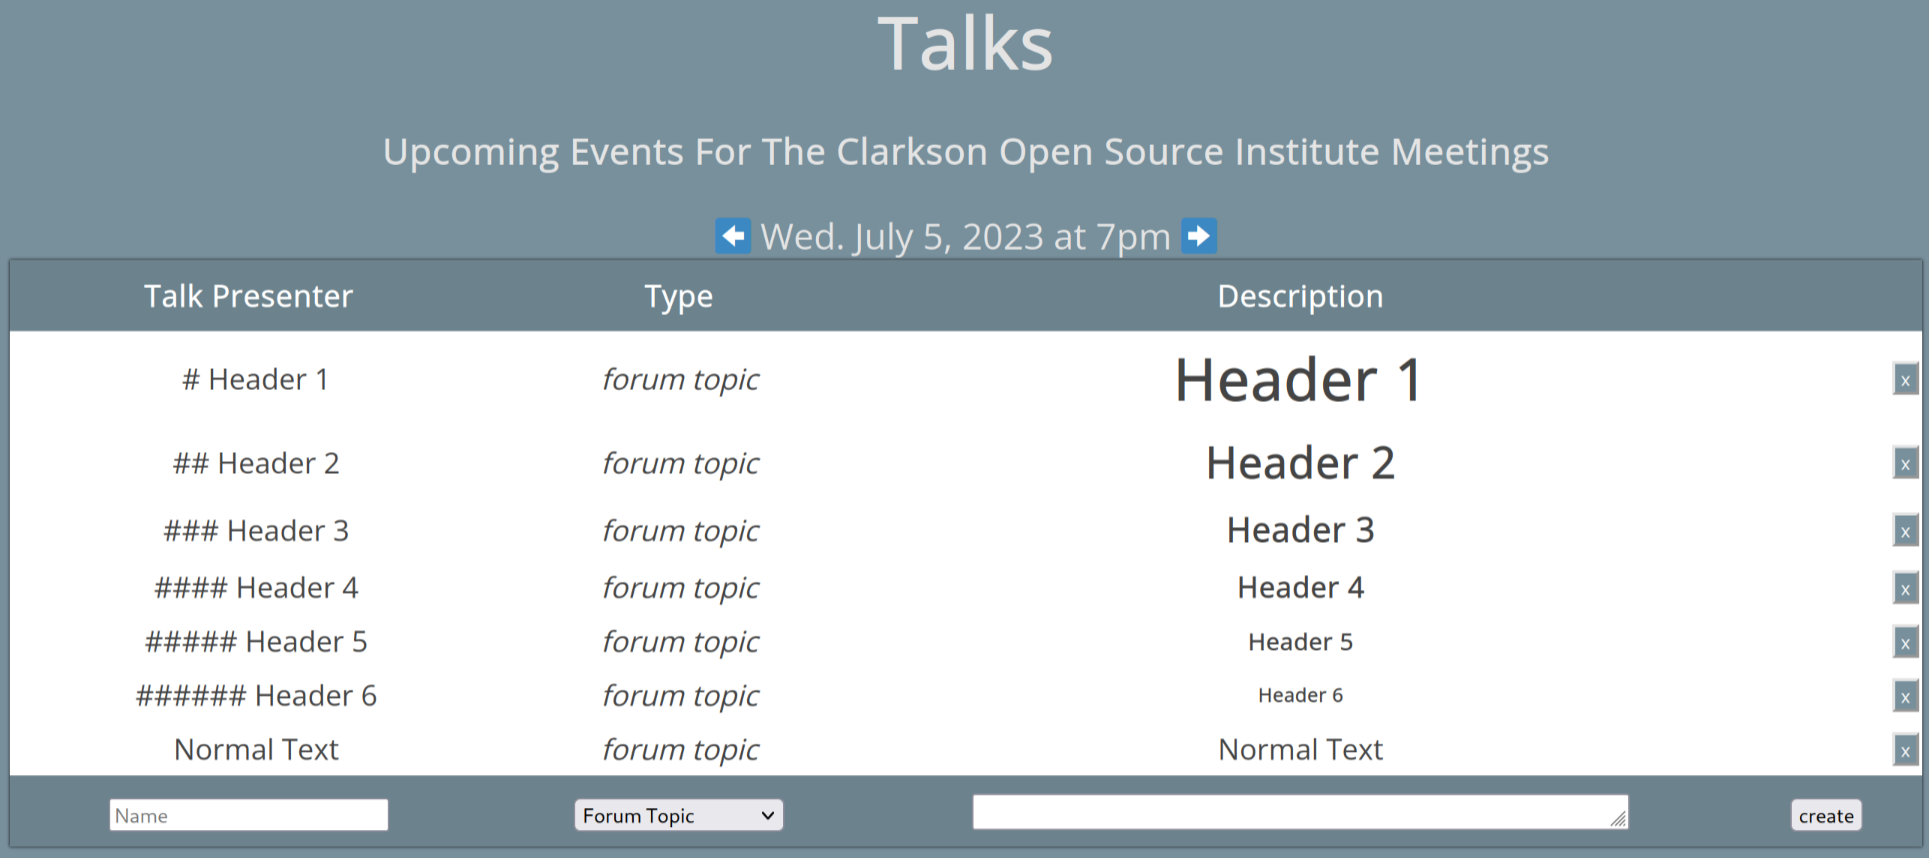 Talks
Upcoming Events For The Clarkson Open Source Institute Meetings
Wed. July 5, 2023 at 7pm
Talk Presenter Type Description
# Header 1 forum topic Header 1 x
## Header 2 forum topic Header 2 x
### Header 3 forum topic Header 3 x
#### Header 4 forum topic Header 4 x
##### Header 5 forum topic Header 5 x
###### Header 6 forum topic Header 6 x
Normal Text forum topic Normal Text x
Name Forum Topic create